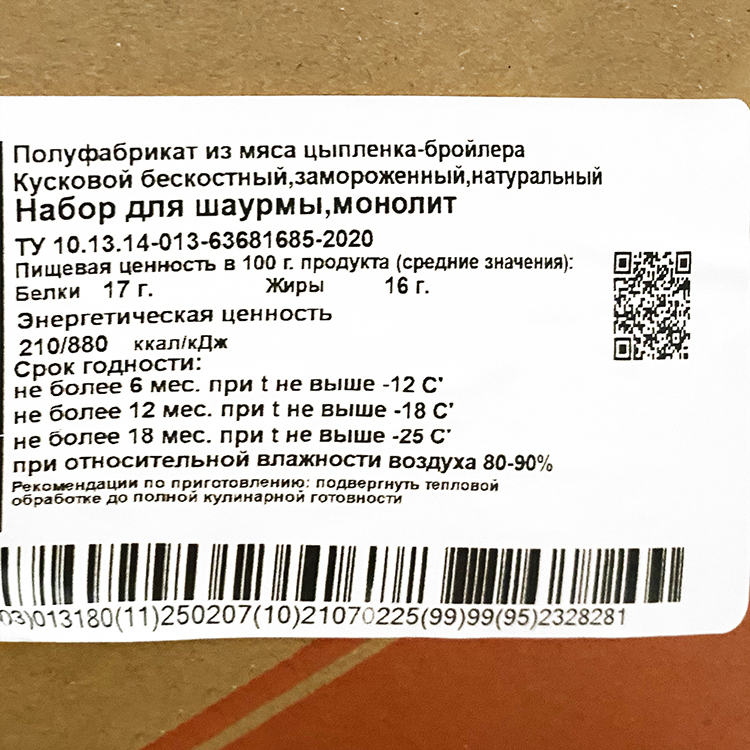 Полуфабрикат из мяса цыпленка-бройлера
Кусковой бескостный,замороженный,натуральный
Набор для шаурмы,монолит
ТУ 10.13.14-013-63681685-2020
Пищевая ценность в 100 г. продукта (средние значения):
Белки 17 г. Жиры 16 г.
Энергетическая ценность
210/880 ккал/кДж
Срок годности:
не более 6 мес. при t не выше -12 С'
не более 12 мес. при t не выше -18 С'
не более 18 мес. при t не выше -25 С'
при относительной влажности воздуха 80-90%
Рекомендации по приготовлению: подвергнуть тепловой
обработке до полной кулинарной готовности
03)013180(11)250207(10)21070225(99)99(95)2328281